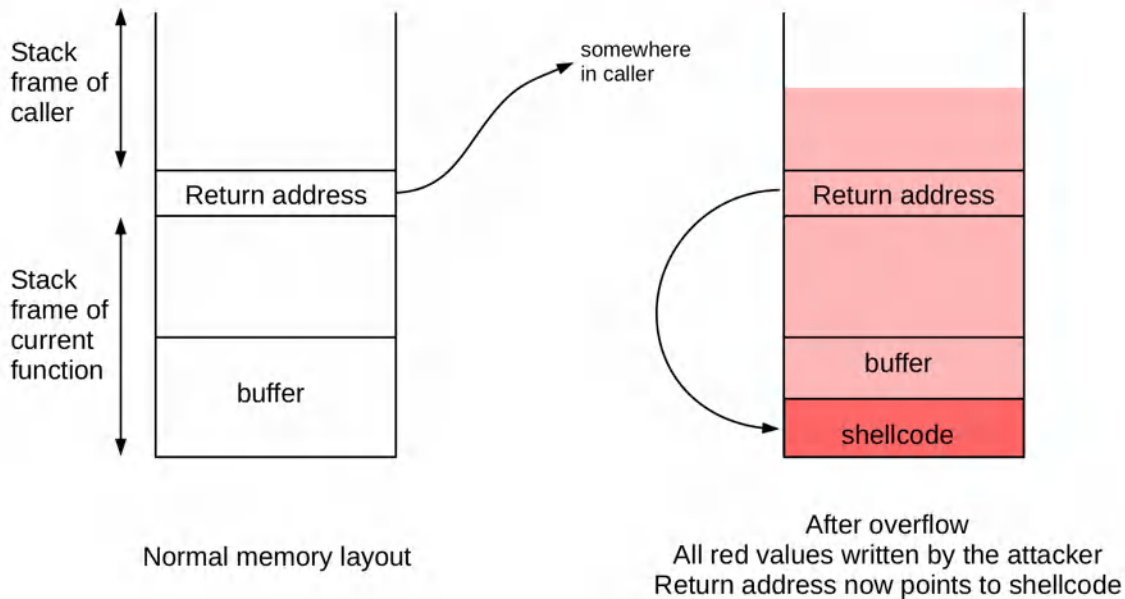 Stack
frame of
caller
somewhere
in caller
Return address
Stack
frame of
current
function
buffer
Normal memory layout
Return address
buffer
shellcode
After overflow
All red values written by the attacker
Return address now points to shellcode